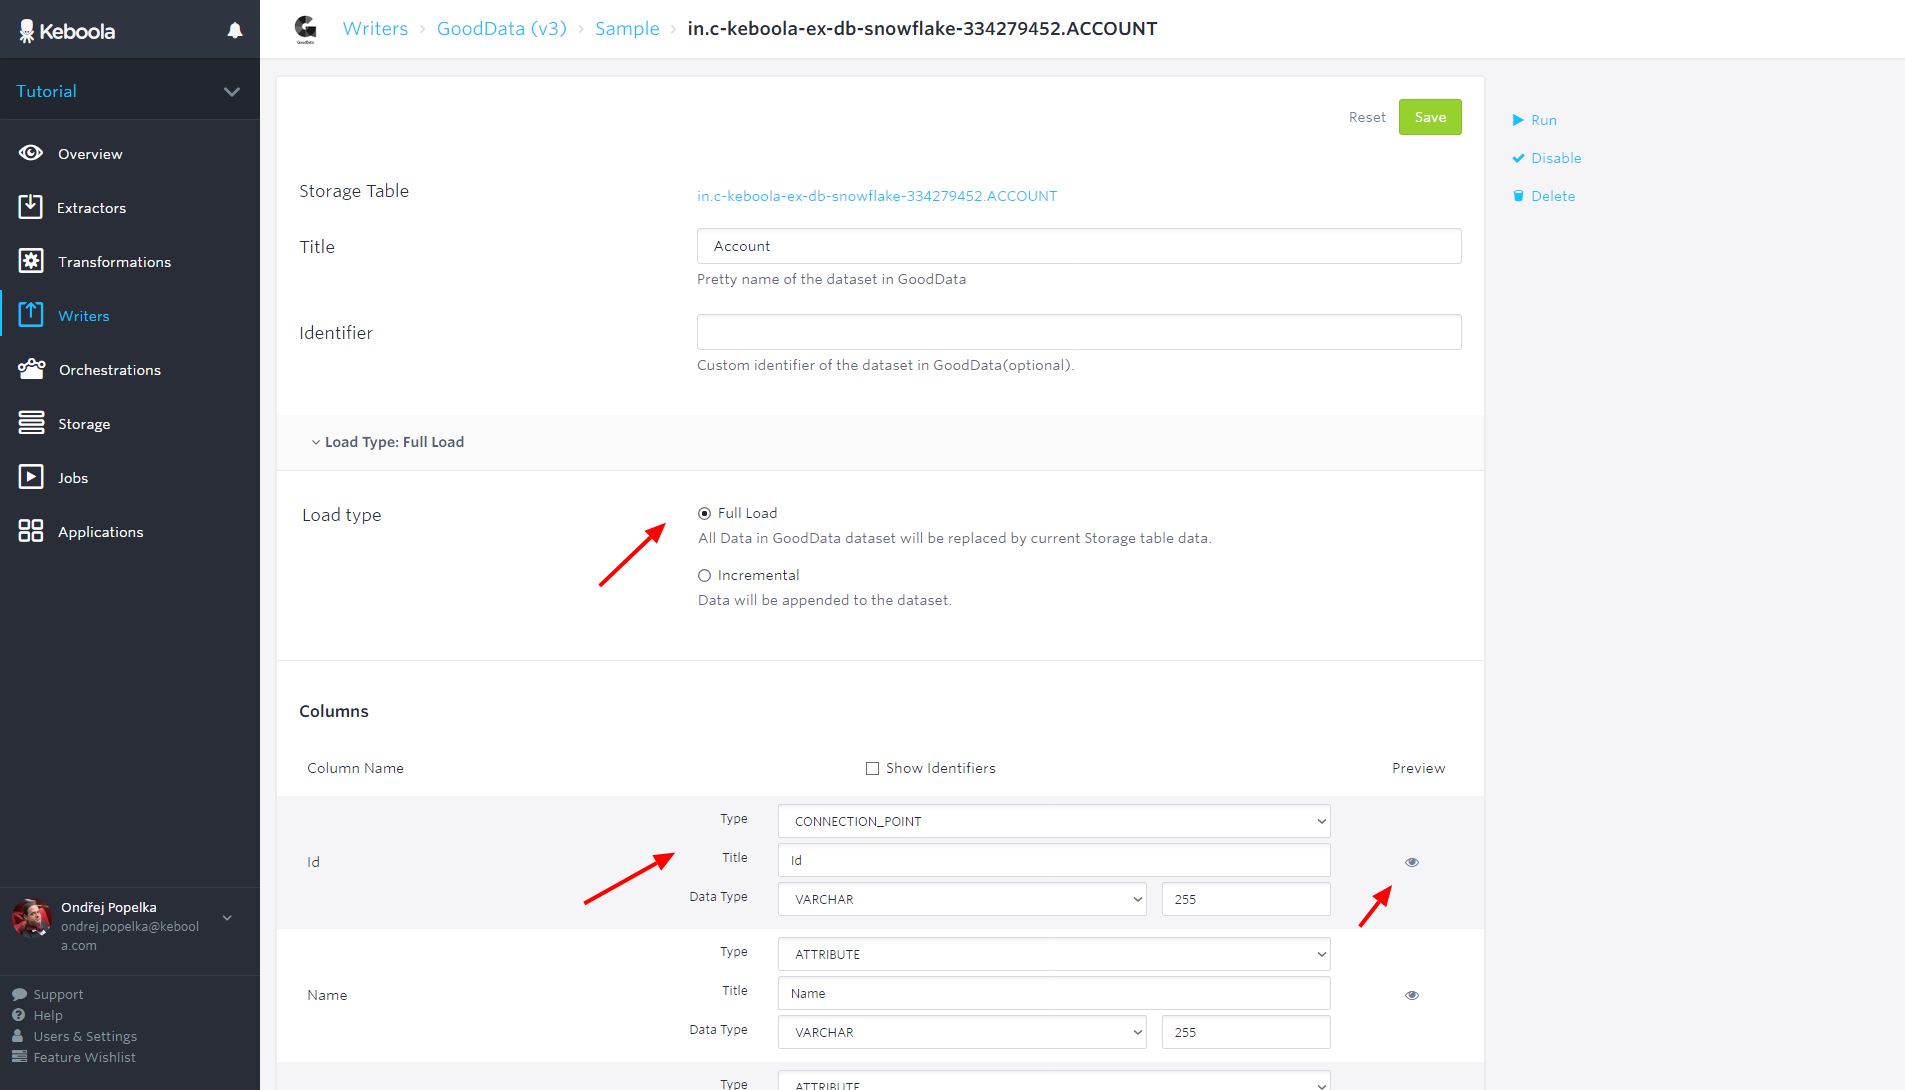 Keboola
Tutorial
Overview
Extractors
Transformations
Writers
Orchestrations
Storage
Jobs
Applications
Ondřej Popelka
ondrej.popelka@kebool
a.com
Support
Help
Users & Settings
Feature Wishlist
GoodData
Writers › GoodData (v3) › Sample › in.c-keboola-ex-db-snowflake-334279452.ACCOUNT
Reset Save
Run
Disable
Delete
Storage Table in.c-keboola-ex-db-snowflake-334279452.ACCOUNT
Title Account
Pretty name of the dataset in GoodData
Identifier
Custom identifier of the dataset in GoodData(optional).
Load Type: Full Load
Load type Full Load
All Data in GoodData dataset will be replaced by current Storage table data.
Incremental
Data will be appended to the dataset.
Columns
Column Name Show Identifiers Preview
Type CONNECTION_POINT
Id Title Id
Data Type VARCHAR 255
Type ATTRIBUTE
Name Title Name
Data Type VARCHAR 255
Type ATTRIBUTE